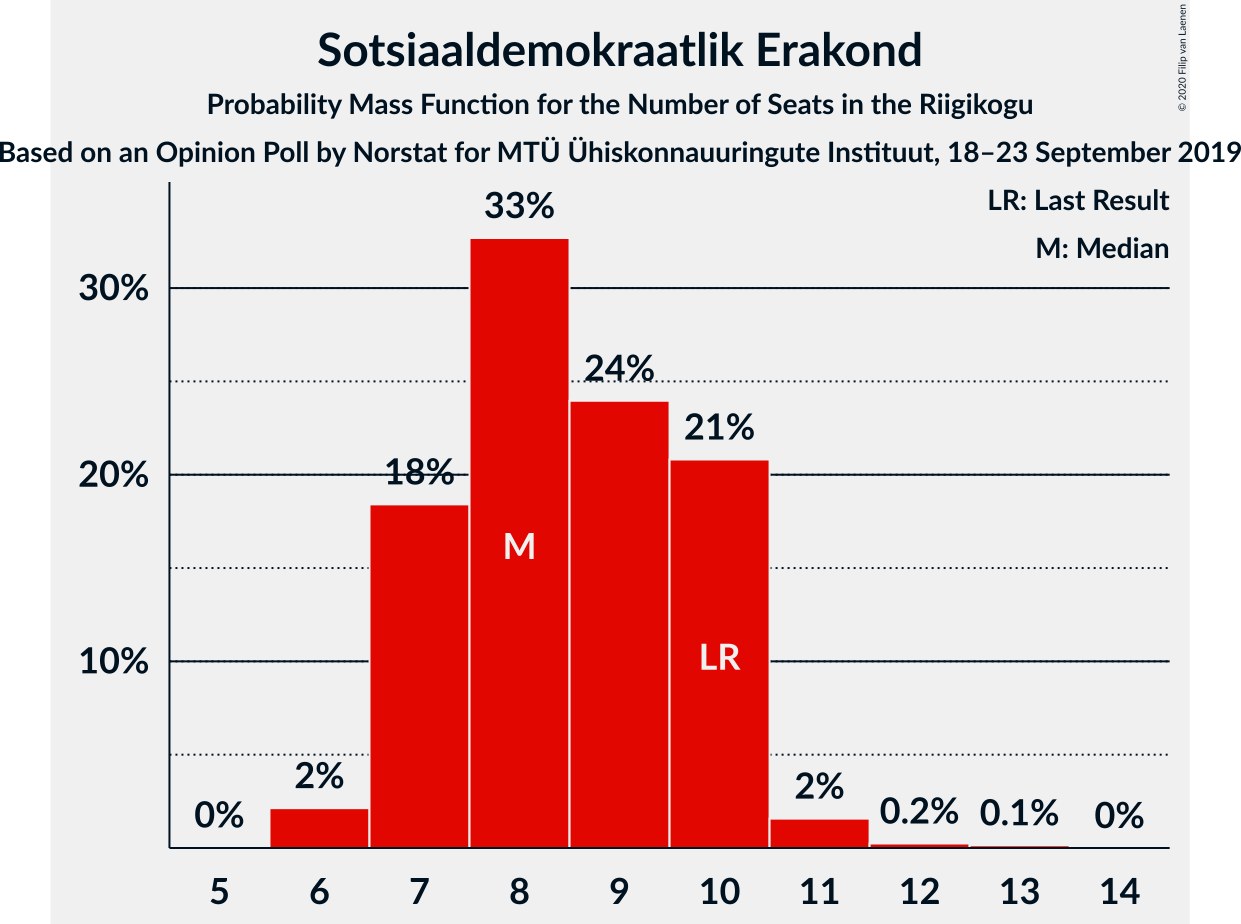 Sotsiaaldemokraatlik Erakond
Probability Mass Function for the Number of Seats in the Riigikogu
Based on an Opinion Poll by Norstat for MTÜ Ühiskonnauuringute Instituut, 18–23 September 2019
© 2020 Filip van Laenen
LR: Last Result
M: Median
33%
30%
24%
21%
20%
18%
M
LR
10%
0%
2%
2%
0.2%
0.1%
0%
5 6 7 8 9 10 11 12 13 14